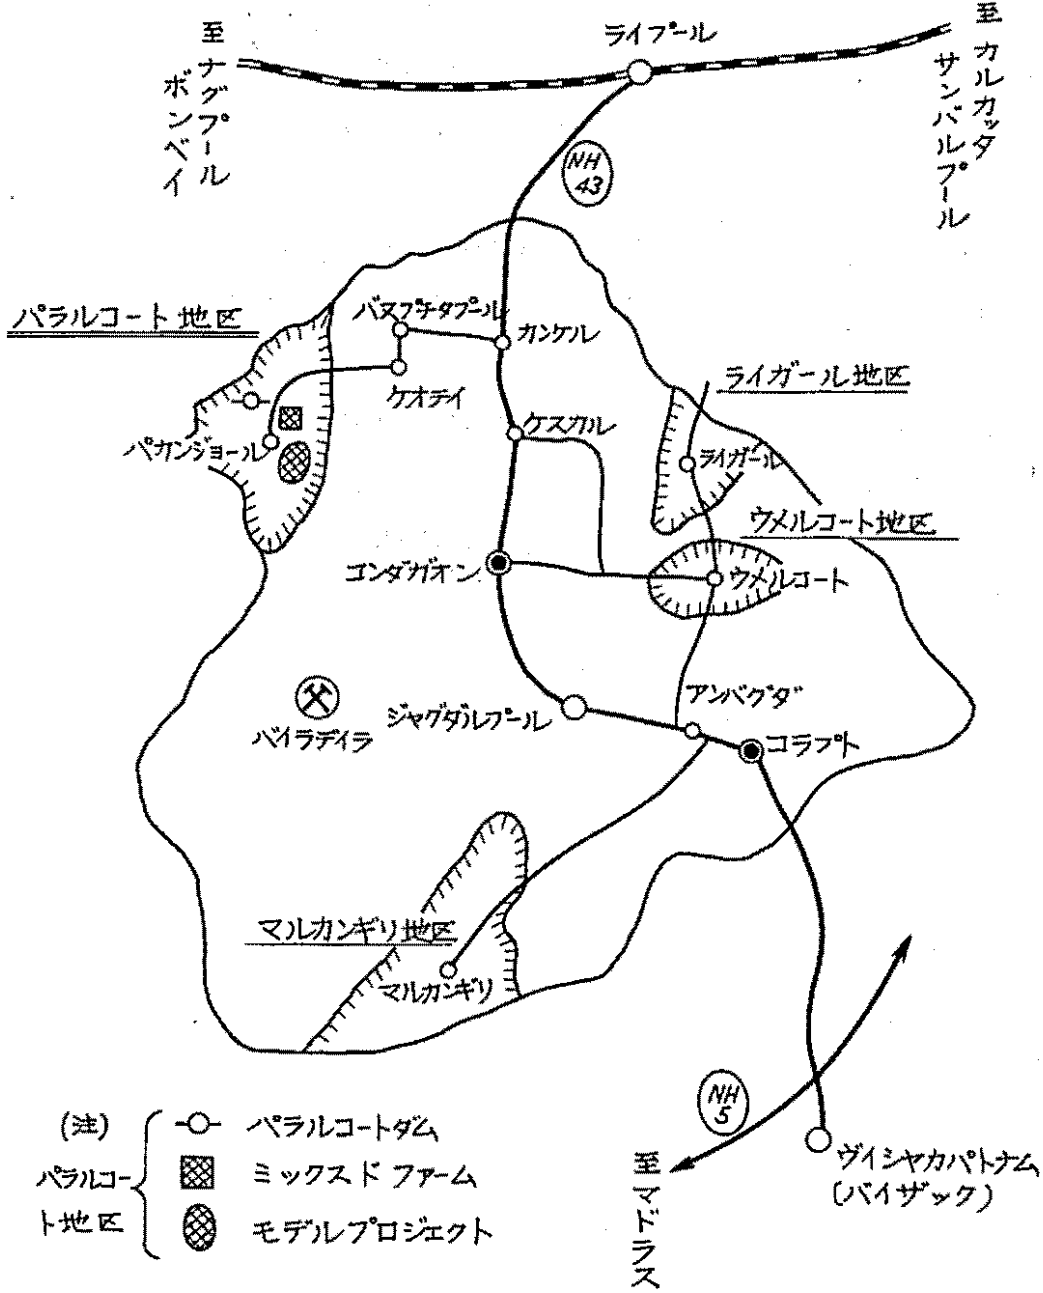 ライプール
至
ナグプール
ボンベイ
至
カルカッタ
サンバルプール
NH
43
パラルコート地区
バヌプチタプール
カンケル
ケオテイ
ライガール地区
ケスカル
パカンジョール
ライガール
ウメルコート地区
コンダガオン
ウメルコート
アンバグダ
ジャグダルプール
バイラディラ
コラプト
マルカンギリ地区
マルカンギリ
NH
5
(注)
パラルコー
ト地区
パラルコートダム
ミックスド ファーム
モデルプロジェクト
至
マドラス
ヴィシャカパトナム
(バイザック)